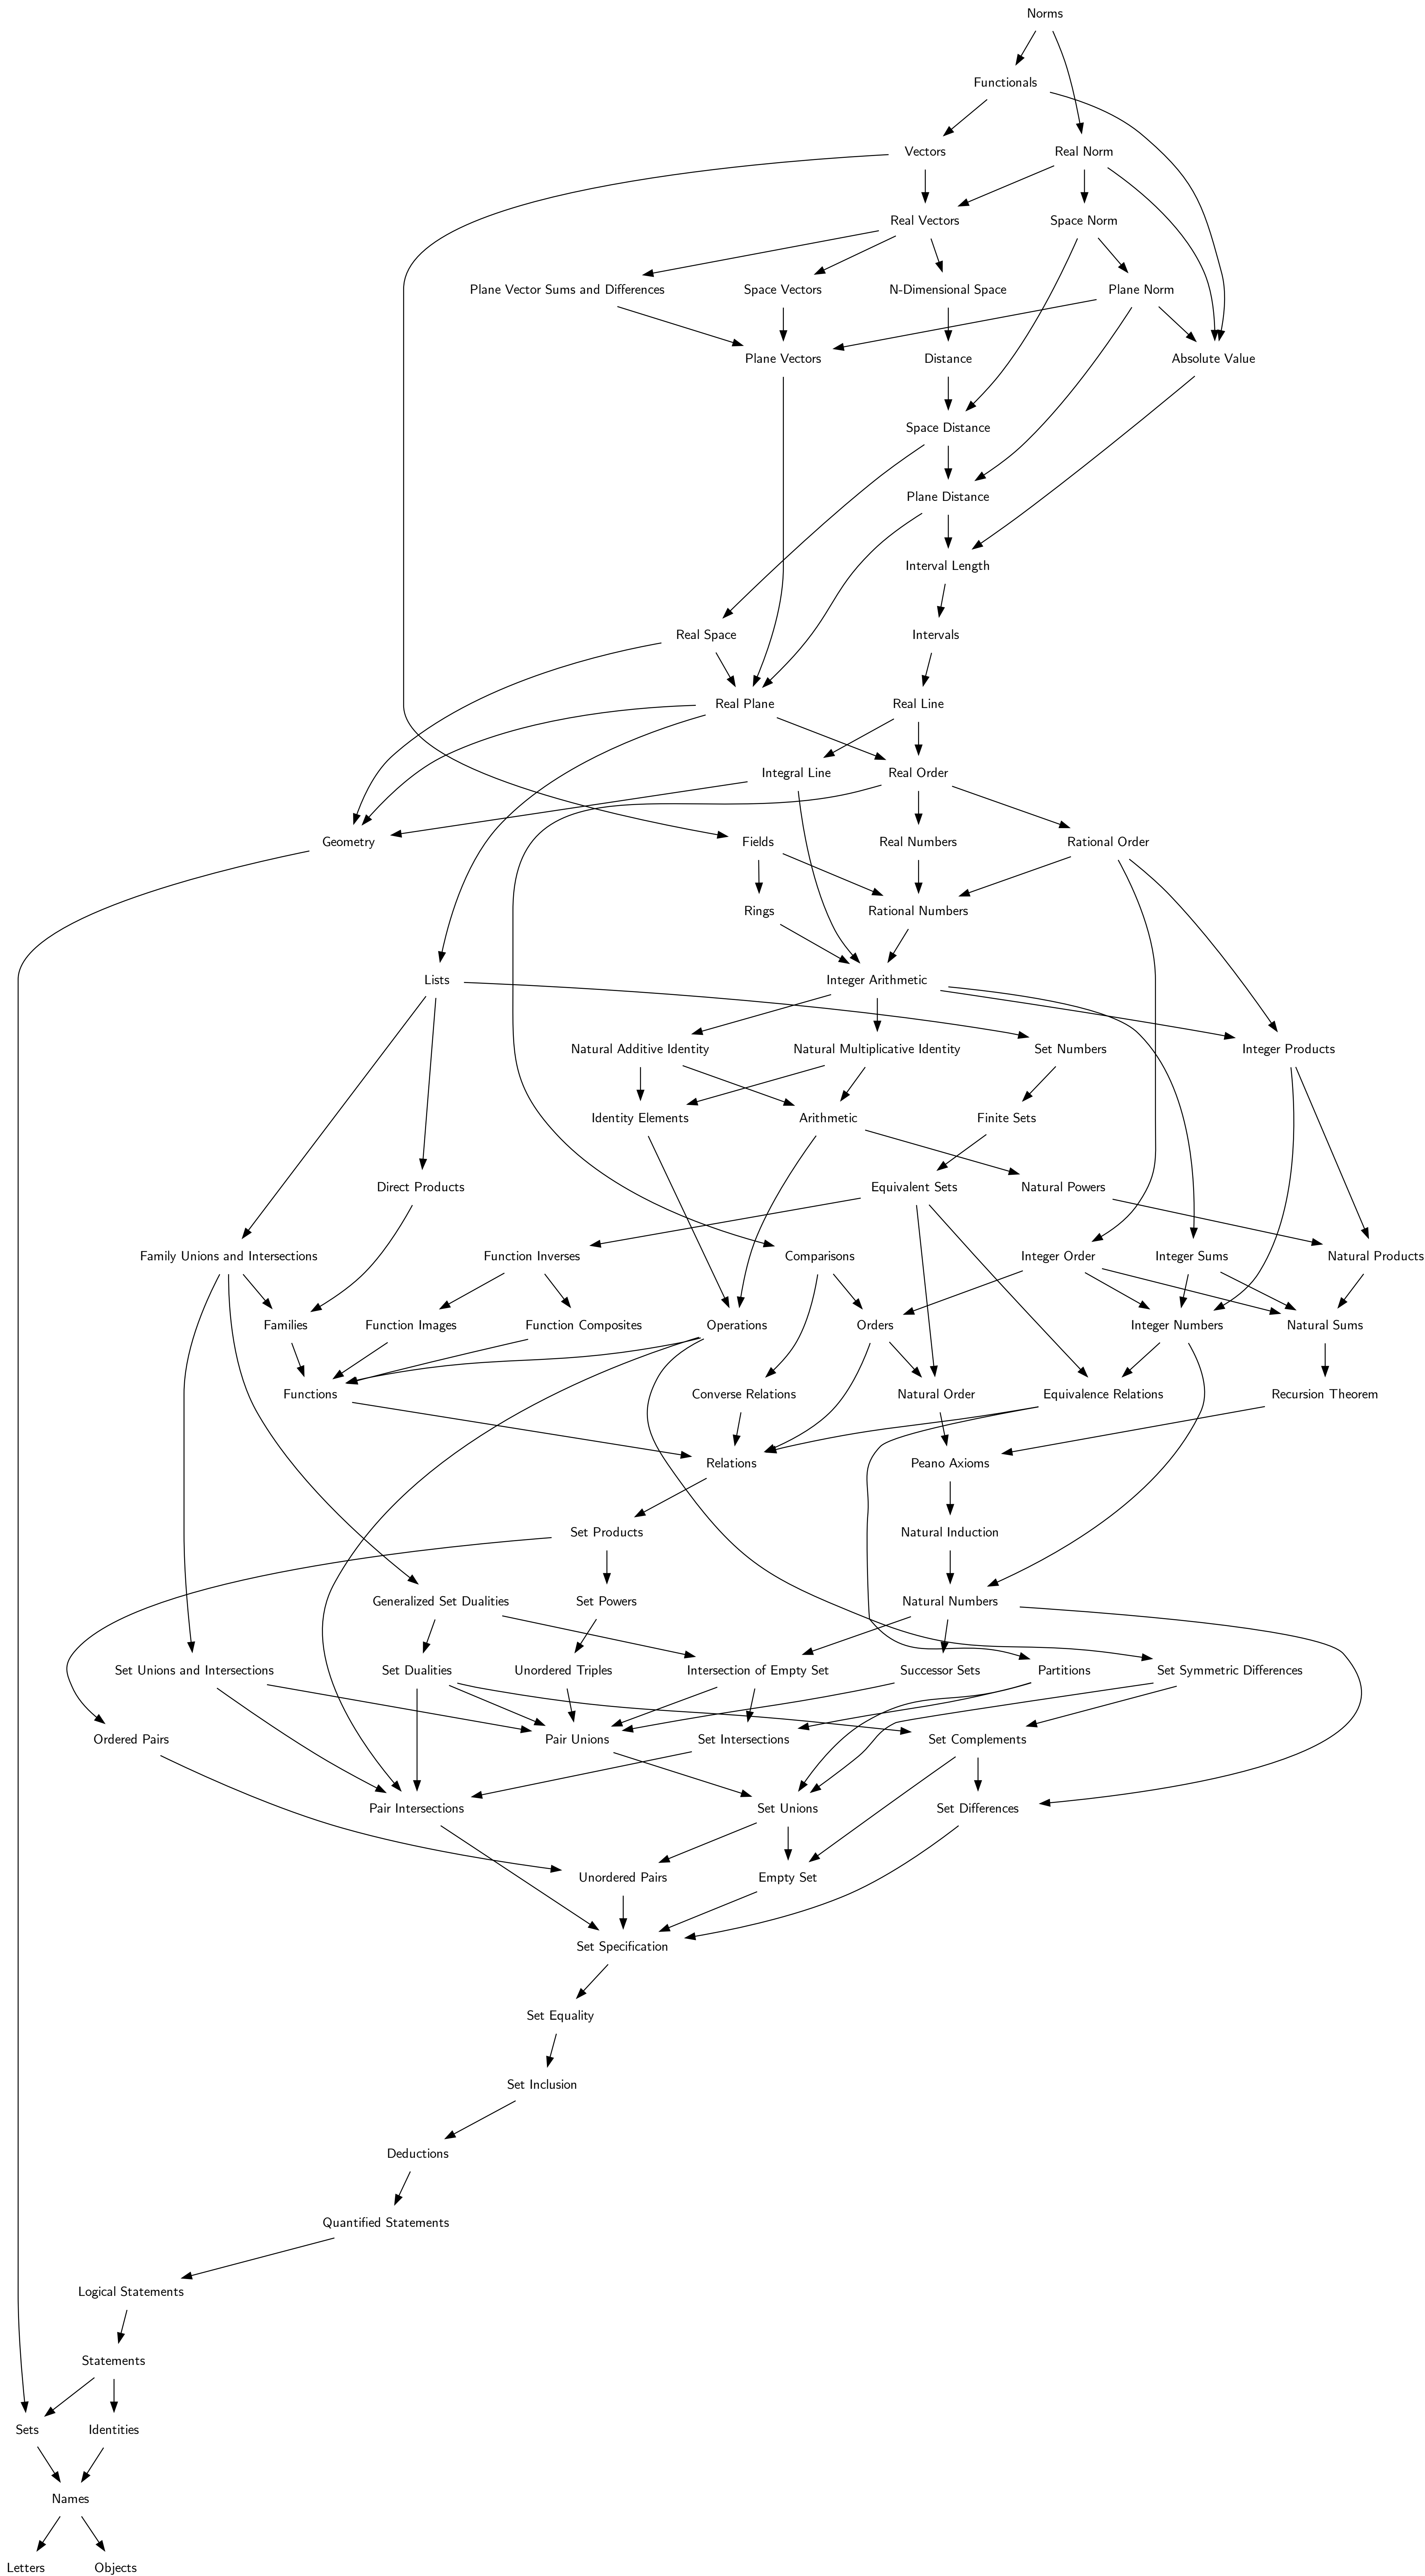 Norms
Functionals
Vectors
Real Norm
Real Vectors
Space Norm
Plane Vector Sums and Differences
Space Vectors
N-Dimensional Space
Plane Norm
Plane Vectors
Distance
Absolute Value
Space Distance
Plane Distance
Interval Length
Real Space
Intervals
Real Plane
Real Line
Integral Line
Real Order
Geometry
Fields
Real Numbers
Rational Order
Rings
Rational Numbers
Lists
Integer Arithmetic
Natural Additive Identity
Natural Multiplicative Identity
Set Numbers
Integer Products
Identity Elements
Arithmetic
Finite Sets
Direct Products
Equivalent Sets
Natural Powers
Family Unions and Intersections
Function Inverses
Comparisons
Integer Order
Integer Sums
Natural Products
Families
Function Images
Function Composites
Operations
Orders
Integer Numbers
Natural Sums
Functions
Converse Relations
Natural Order
Equivalence Relations
Recursion Theorem
Relations
Peano Axioms
Set Products
Natural Induction
Generalized Set Dualities
Set Powers
Natural Numbers
Set Unions and Intersections
Set Dualities
Unordered Triples
Intersection of Empty Set
Successor Sets
Partitions
Set Symmetric Differences
Ordered Pairs
Pair Unions
Set Intersections
Set Complements
Pair Intersections
Set Unions
Set Differences
Unordered Pairs
Empty Set
Set Specification
Set Equality
Set Inclusion
Deductions
Quantified Statements
Logical Statements
Statements
Sets
Identities
Names
Letters
Objects